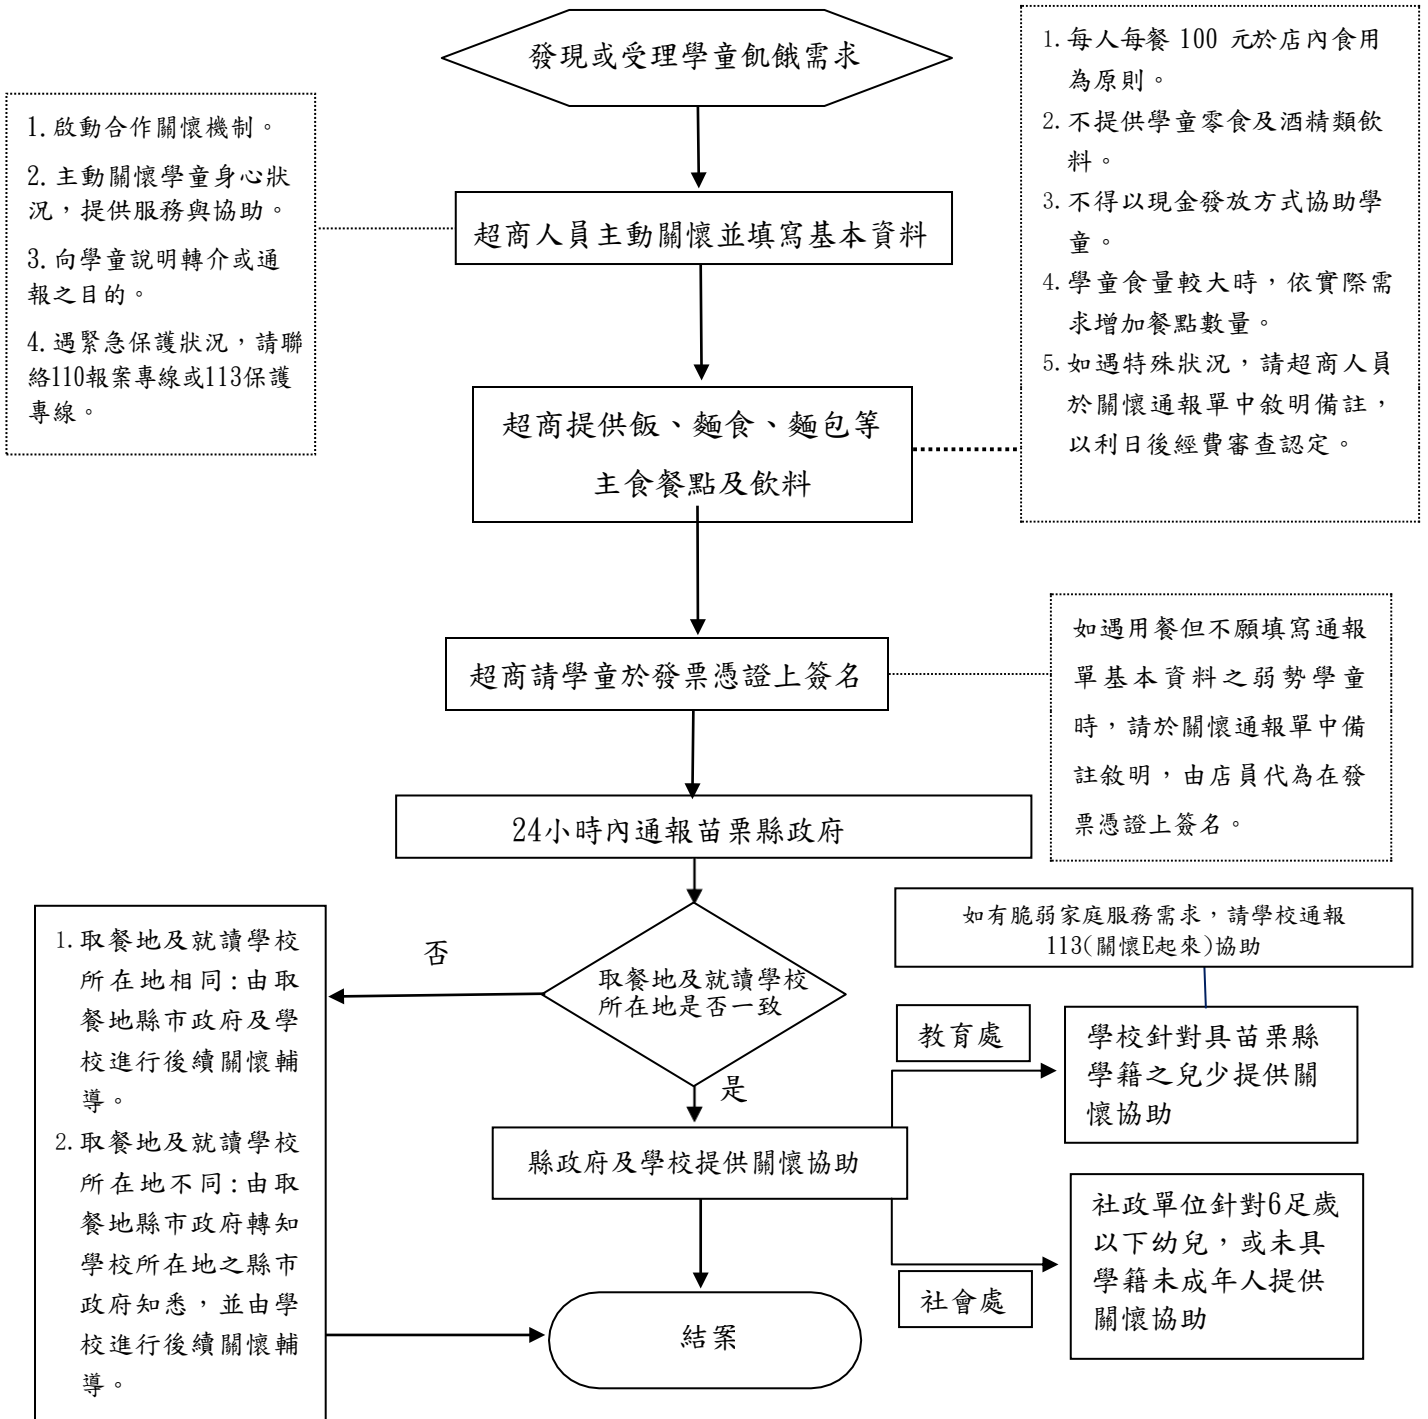 發現或受理學童飢餓需求
1. 啟動合作關懷機制。
2. 主動關懷學童身心狀
況，提供服務與協助。
3. 向學童說明轉介或通
報之目的。
4. 遇緊急保護狀況，請聯
絡110報案專線或113保護
專線。
超商人員主動關懷並填寫基本資料
1. 每人每餐 100 元於店內食用
為原則。
2. 不提供學童零食及酒精類飲
料。
3. 不得以現金發放方式協助學
童。
4. 學童食量較大時，依實際需
求增加餐點數量。
5. 如遇特殊狀況，請超商人員
於關懷通報單中敘明備註，
以利日後經費審查認定。
超商提供飯、麵食、麵包等
主食餐點及飲料
超商請學童於發票憑證上簽名
如遇用餐但不願填寫通報
單基本資料之弱勢學童
時，請於關懷通報單中備
註敘明，由店員代為在發
票憑證上簽名。
24小時內通報苗栗縣政府
取餐地及就讀學校
所在地是否一致
否
是
1. 取餐地及就讀學校
所在地相同:由取
餐地縣市政府及學
校進行後續關懷輔
導。
2. 取餐地及就讀學校
所在地不同:由取
餐地縣市政府轉知
學校所在地之縣市
政府知悉，並由學
校進行後續關懷輔
導。
縣政府及學校提供關懷協助
如有脆弱家庭服務需求，請學校通報
113(關懷E起來)協助
教育處
學校針對具苗栗縣
學籍之兒少提供關
懷協助
社會處
社政單位針對6足歲
以下幼兒，或未具
學籍未成年人提供
關懷協助
結案